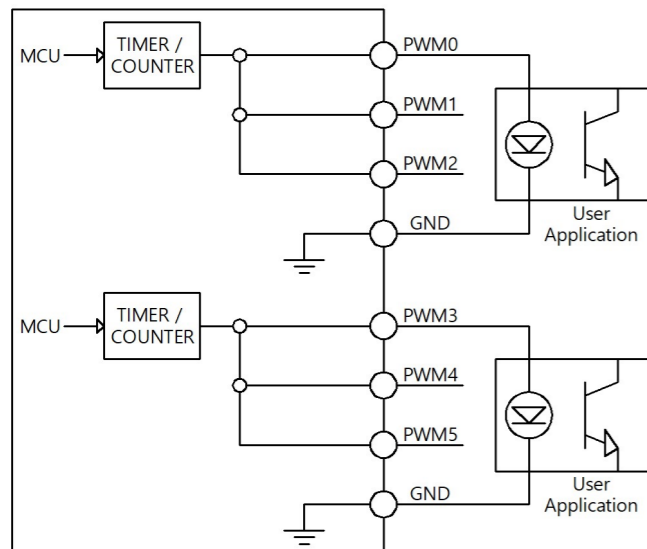 MCU
TIMER /
COUNTER
PWM0
PWM1
PWM2
GND
User
Application
MCU
TIMER /
COUNTER
PWM3
PWM4
PWM5
GND
User
Application